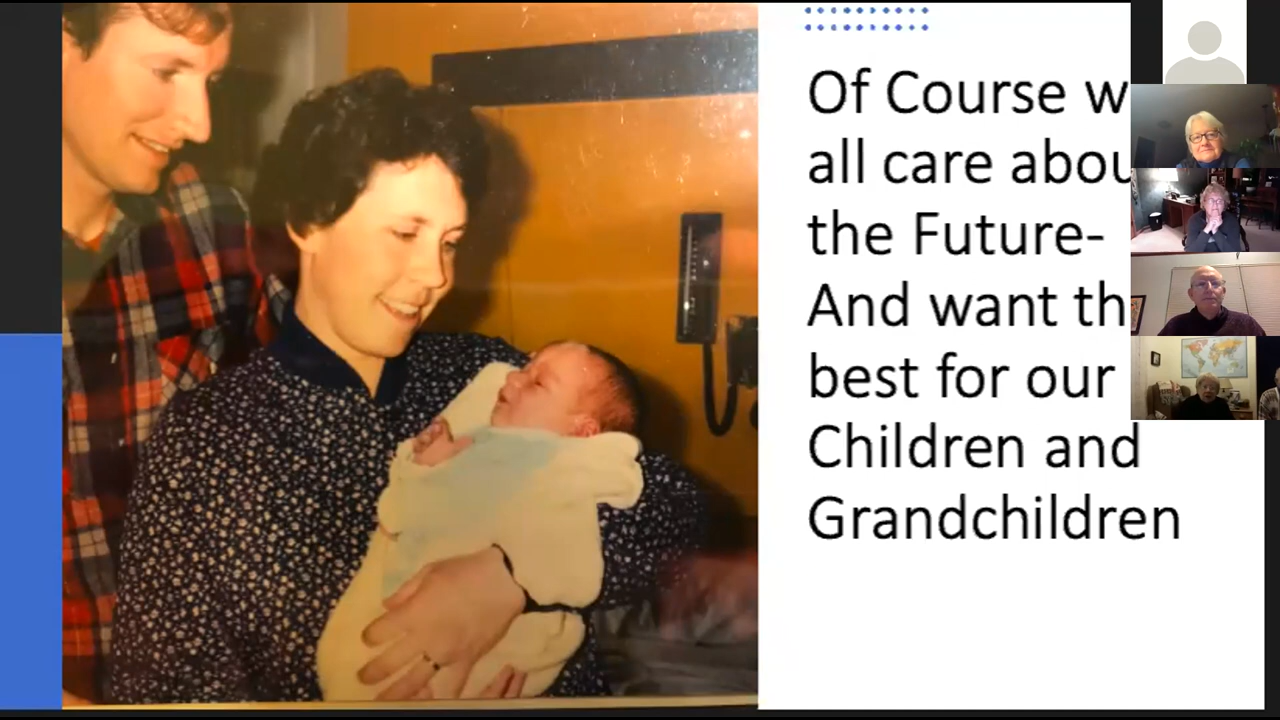 Of Course w
all care abou
the Future-
And want th
best for our
Children and
Grandchildren